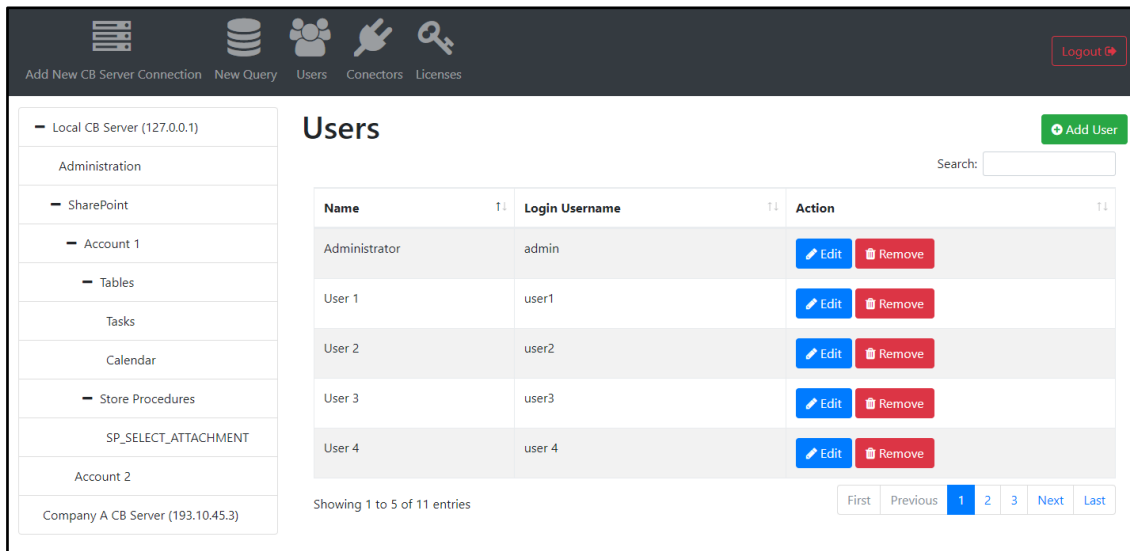 Add New CB Server Connection New Query Users Conectors Licenses
Logout
Local CB Server (127.0.0.1)
Administration
SharePoint
Account 1
Tables
Tasks
Calendar
Store Procedures
SP_SELECT_ATTACHMENT
Account 2
Company A CB Server (193.10.45.3)
Users
Add User
Search:
Name Login Username Action
Administrator admin Edit Remove
User 1 user1 Edit Remove
User 2 user2 Edit Remove
User 3 user3 Edit Remove
User 4 user 4 Edit Remove
Showing 1 to 5 of 11 entries
First Previous 1 2 3 Next Last